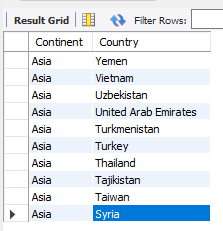 Result Grid Filter Rows:
Continent Country
Asia Yemen
Asia Vietnam
Asia Uzbekistan
Asia United Arab Emirates
Asia Turkmenistan
Asia Turkey
Asia Thailand
Asia Tajikistan
Asia Taiwan
Asia Syria